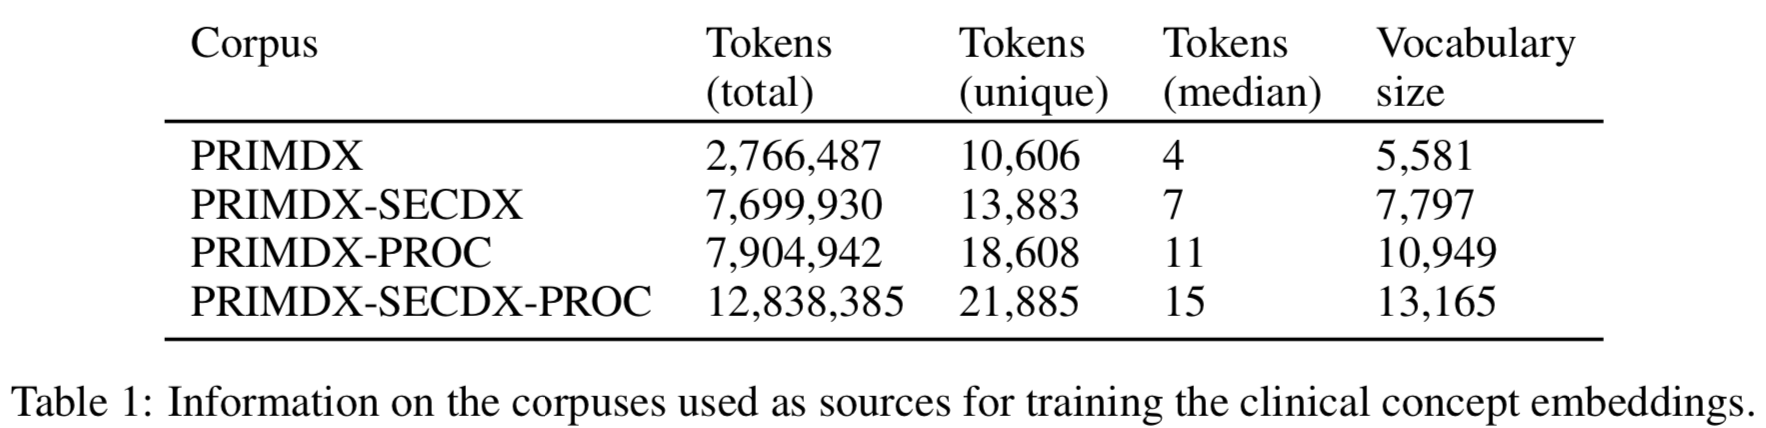 Corpus Tokens Tokens Tokens Vocabulary
(total) (unique) (median) size
PRIMDX 2,766,487 10,606 4 5,581
PRIMDX-SECDX 7,699,930 13,883 7 7,797
PRIMDX-PROC 7,904,942 18,608 11 10,949
PRIMDX-SECDX-PROC 12,838,385 21,885 15 13,165
Table 1: Information on the corpuses used as sources for training the clinical concept embeddings.